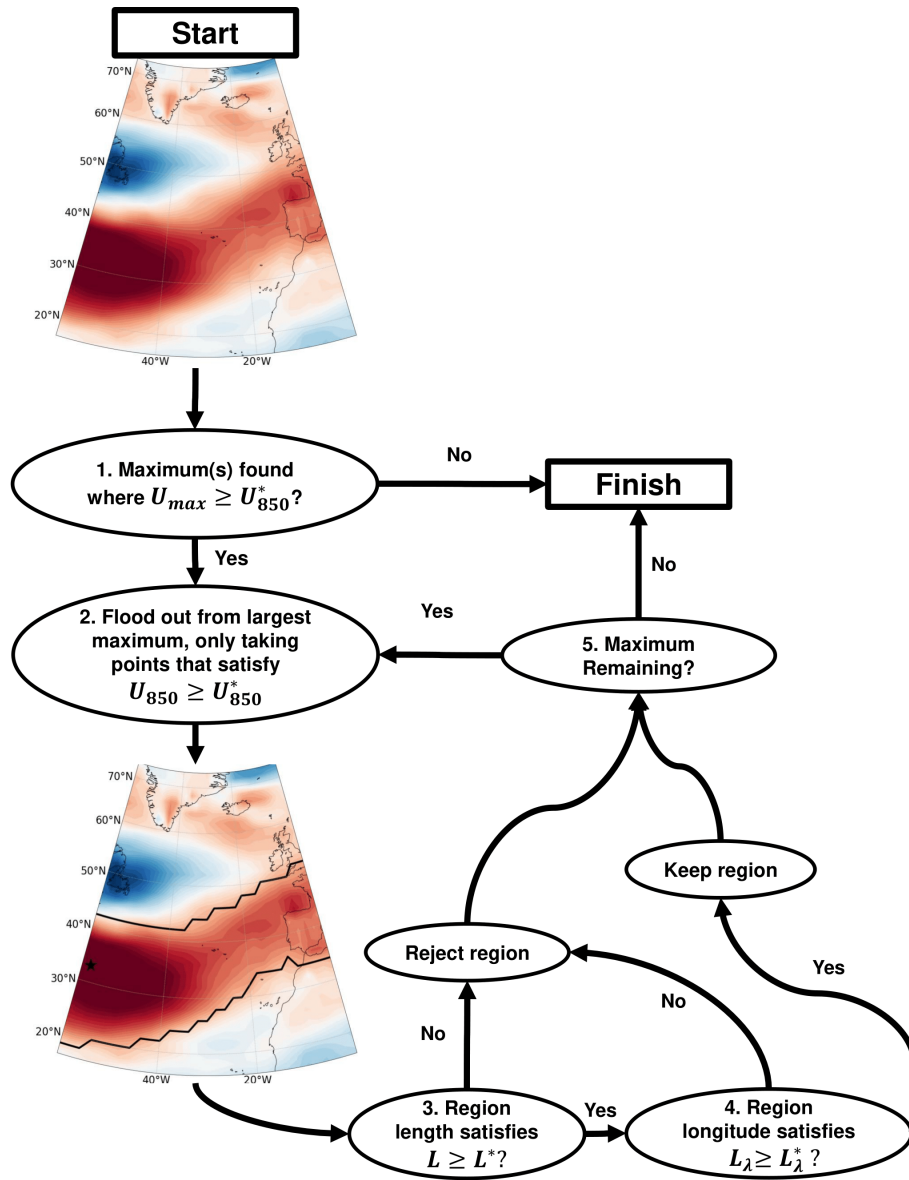 Start
70°N
60°N
50°N
40°N
30°N
20°N
40°W
20°W
1. Maximum(s) found
where U_max ≥ U*_850?
No
Finish
Yes
No
2. Flood out from largest
maximum, only taking
points that satisfy
U_850 ≥ U*_850
Yes
5. Maximum
Remaining?
70°N
60°N
50°N
40°N
30°N
20°N
40°W
20°W
Keep region
Reject region
Yes
No
No
3. Region
length satisfies
L ≥ L*?
Yes
4. Region
longitude satisfies
L_λ ≥ L*_λ ?